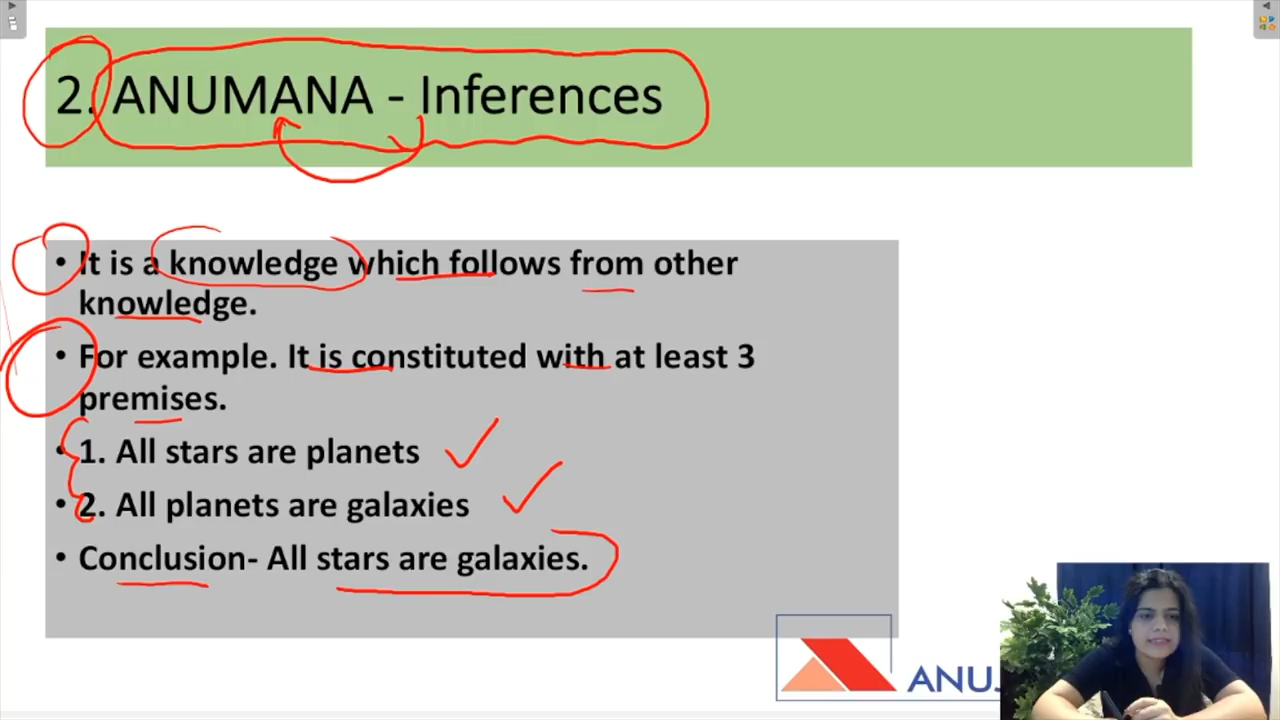 2. ANUMANA - Inferences
• It is a knowledge which follows from other
knowledge.
• For example. It is constituted with at least 3
premises.
• 1. All stars are planets
• 2. All planets are galaxies
• Conclusion- All stars are galaxies.